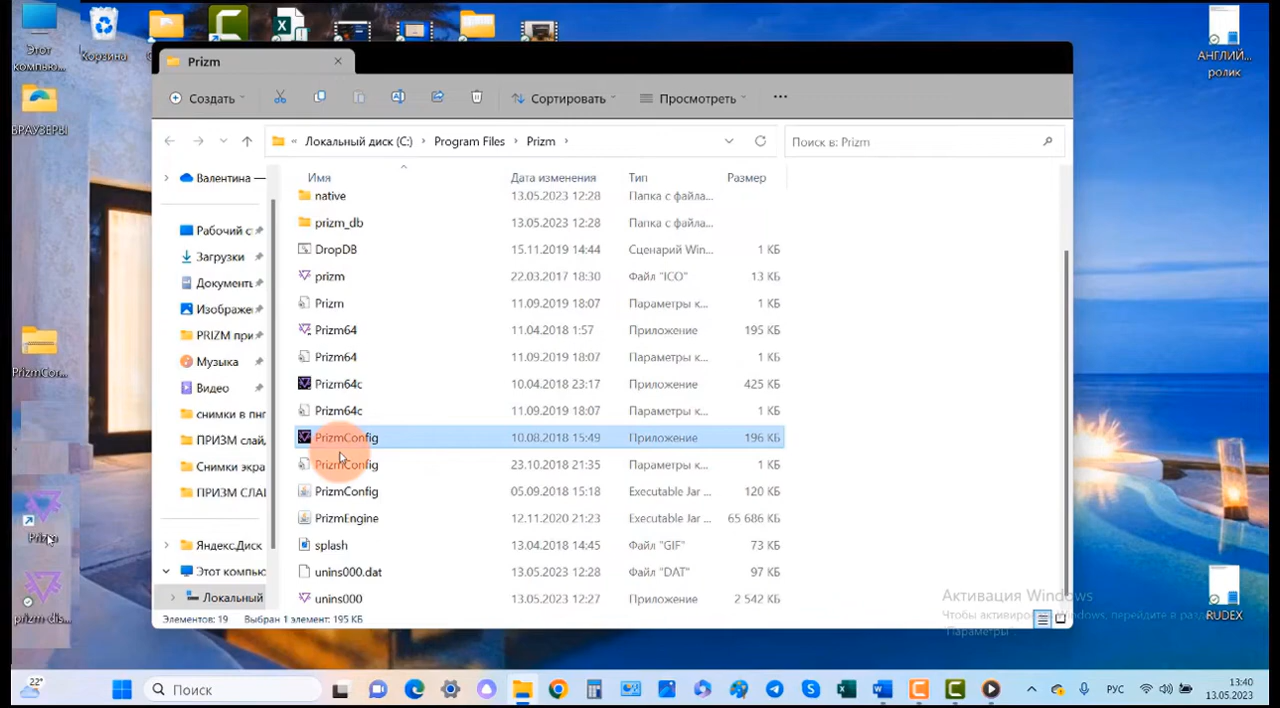 Этот
компью...
Корзина
АНГЛИЙ...
ролик
БРАУЗЕРЫ
PrizmCor...
Prizm
prizm dis...
RUDEX
Prizm
Создать
Сортировать
Просмотреть
« Локальный диск (C:) › Program Files › Prizm ›
Поиск в: Prizm
Имя Дата изменения Тип Размер
Валентина —
Рабочий ст
Загрузки
Документы
Изображе
PRIZM при
Музыка
Видео
снимки в пнг
ПРИЗМ слай,
Снимки экра
ПРИЗМ СЛАІ
Яндекс.Диск
Этот компью
Локальный
native 13.05.2023 12:28 Папка с файла...
prizm_db 13.05.2023 12:28 Папка с файла...
DropDB 15.11.2019 14:44 Сценарий Win... 1 КБ
prizm 22.03.2017 18:30 Файл "ICO" 13 КБ
Prizm 11.09.2019 18:07 Параметры к... 1 КБ
Prizm64 11.04.2018 1:57 Приложение 195 КБ
Prizm64 11.09.2019 18:07 Параметры к... 1 КБ
Prizm64c 10.04.2018 23:17 Приложение 425 КБ
Prizm64c 11.09.2019 18:07 Параметры к... 1 КБ
PrizmConfig 10.08.2018 15:49 Приложение 196 КБ
PrizmConfig 23.10.2018 21:35 Параметры к... 1 КБ
PrizmConfig 05.09.2018 15:18 Executable Jar ... 120 КБ
PrizmEngine 12.11.2020 21:23 Executable Jar ... 65 686 КБ
splash 13.04.2018 14:45 Файл "GIF" 73 КБ
unins000.dat 13.05.2023 12:28 Файл "DAT" 97 КБ
unins000 13.05.2023 12:27 Приложение 2 542 КБ
Элементов: 19 Выбран 1 элемент: 195 КБ
Активация Windows
Чтобы активировать Windows, перейдите в раздел
"Параметры".
22°
Поиск
РУС
13:40
13.05.2023